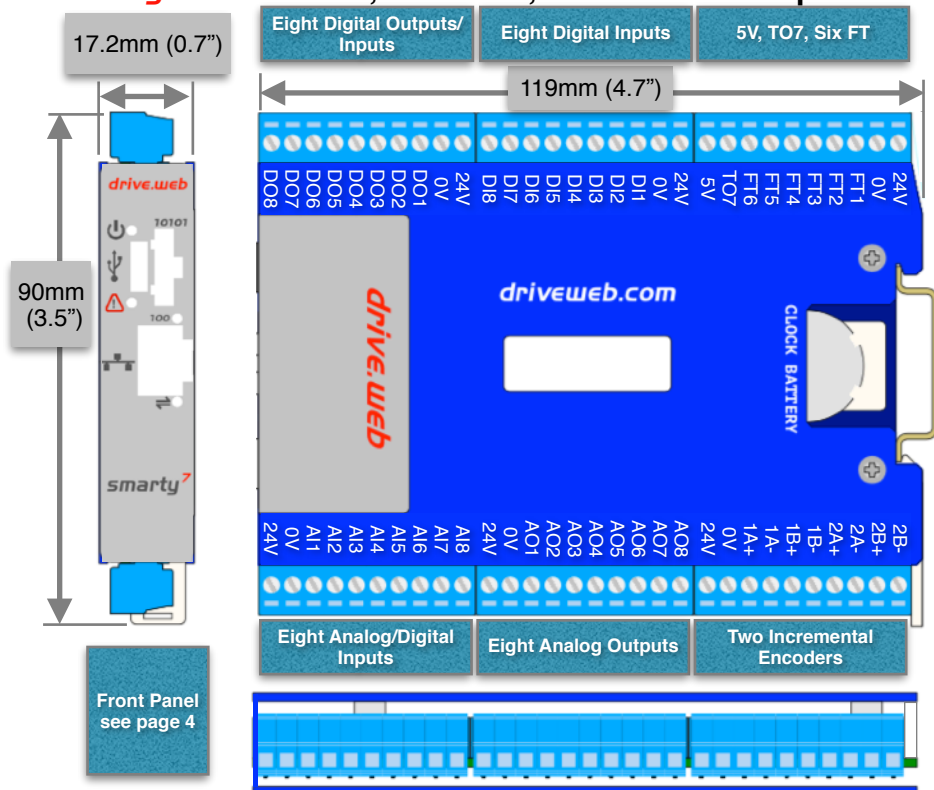 17.2mm (0.7”)
Eight Digital Outputs/
Inputs
Eight Digital Inputs
5V, TO7, Six FT
119mm (4.7”)
DO8
DO7
DO6
DO5
DO4
DO3
DO2
DO1
0V
24V
DI8
DI7
DI6
DI5
DI4
DI3
DI2
DI1
0V
24V
5V
TO7
FT6
FT5
FT4
FT3
FT2
FT1
0V
24V
drive.web
10101
100
smarty7
90mm
(3.5”)
drive.web
driveweb.com
CLOCK BATTERY
24V
0V
AI1
AI2
AI3
AI4
AI5
AI6
AI7
AI8
24V
0V
AO1
AO2
AO3
AO4
AO5
AO6
AO7
AO8
24V
0V
1A+
1A-
1B+
1B-
2A+
2A-
2B+
2B-
Eight Analog/Digital
Inputs
Eight Analog Outputs
Two Incremental
Encoders
Front Panel
see page 4